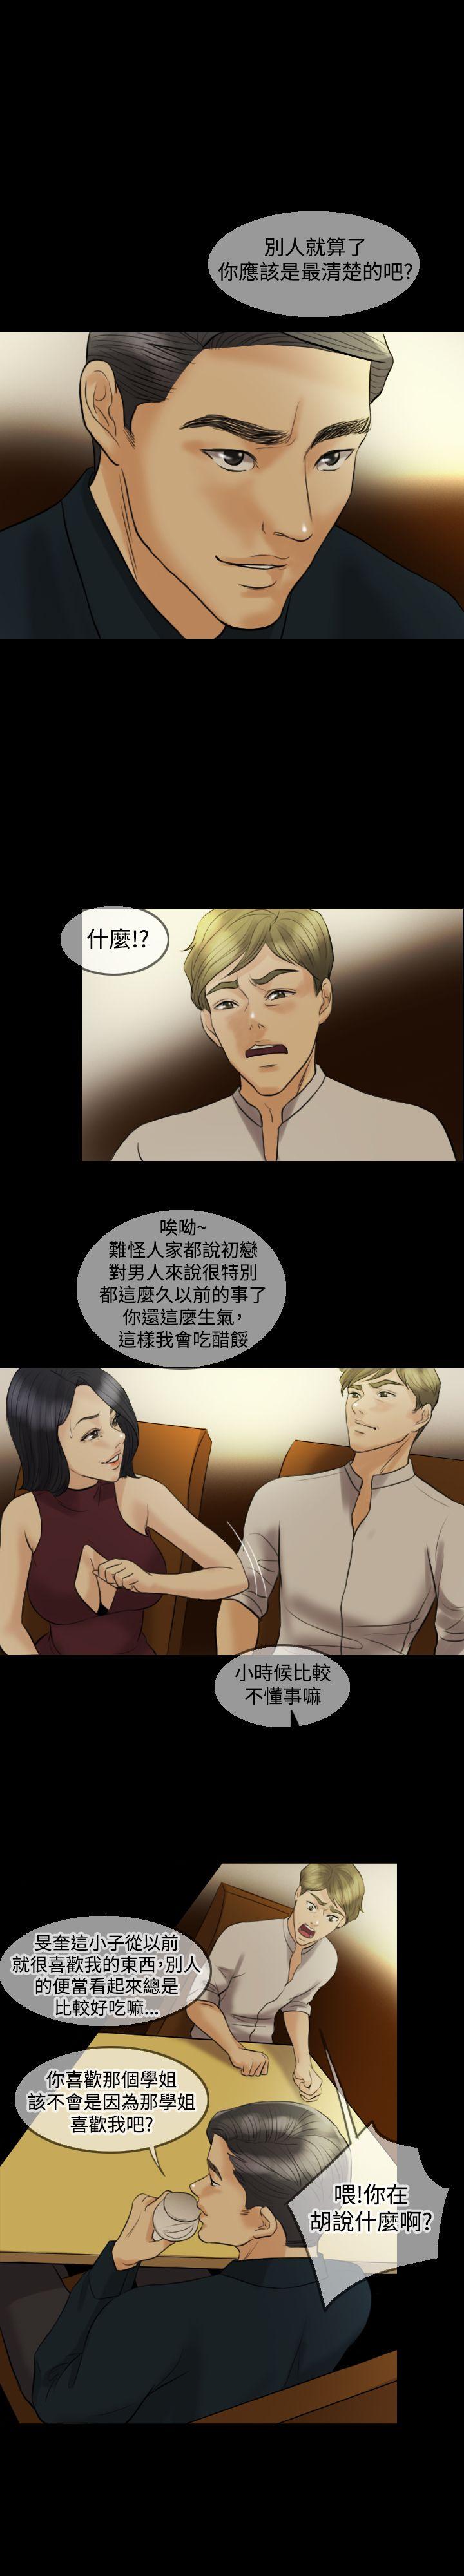 別人就算了
你應該是最清楚的吧?
什麼!?
唉呦~
難怪人家都說初戀
對男人來說很特別
都這麼久以前的事了
你還這麼生氣,
這樣我會吃醋餒
小時候比較
不懂事嘛
旻奎這小子從以前
就很喜歡我的東西,別人
的便當看起來總是
比較好吃嘛...
你喜歡那個學姐
該不會是因為那學姐
喜歡我吧?
喂!你在
胡說什麼啊?